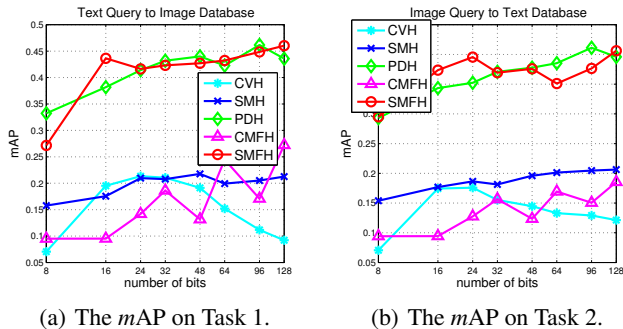 Text Query to Image Database
0.5
0.45
0.4
0.35
0.3
0.25
0.2
0.15
0.1
0.05
mAP
8 16 24 32 48 64 96 128
number of bits
CVH
SMH
PDH
CMFH
SMFH
(a) The mAP on Task 1.
Image Query to Text Database
0.5
0.45
0.4
0.35
0.3
0.25
0.2
0.15
0.1
0.05
mAP
8 16 24 32 48 64 96 128
number of bits
CVH
SMH
PDH
CMFH
SMFH
(b) The mAP on Task 2.